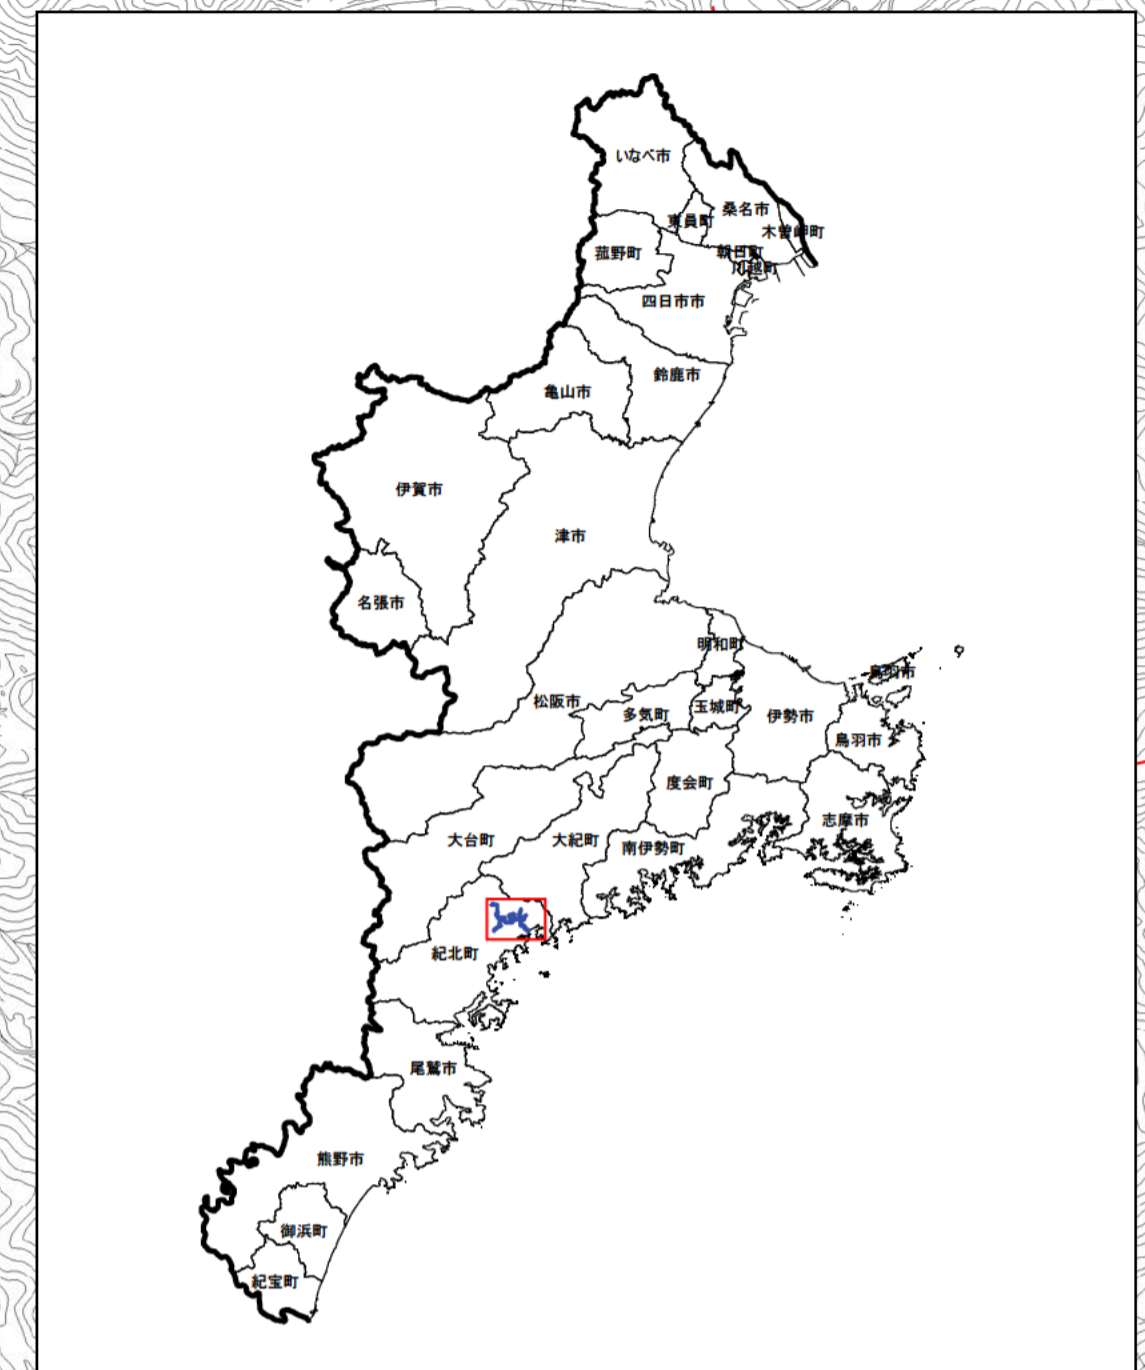 いなべ市
桑名市
東員町
木曽岬町
菰野町
朝日町
川越町
四日市市
鈴鹿市
亀山市
伊賀市
津市
名張市
明和町
鳥羽市
松阪市
玉城町
多気町
伊勢市
鳥羽市
度会町
志摩市
大台町
大紀町
南伊勢町
紀北町
尾鷲市
熊野市
御浜町
紀宝町